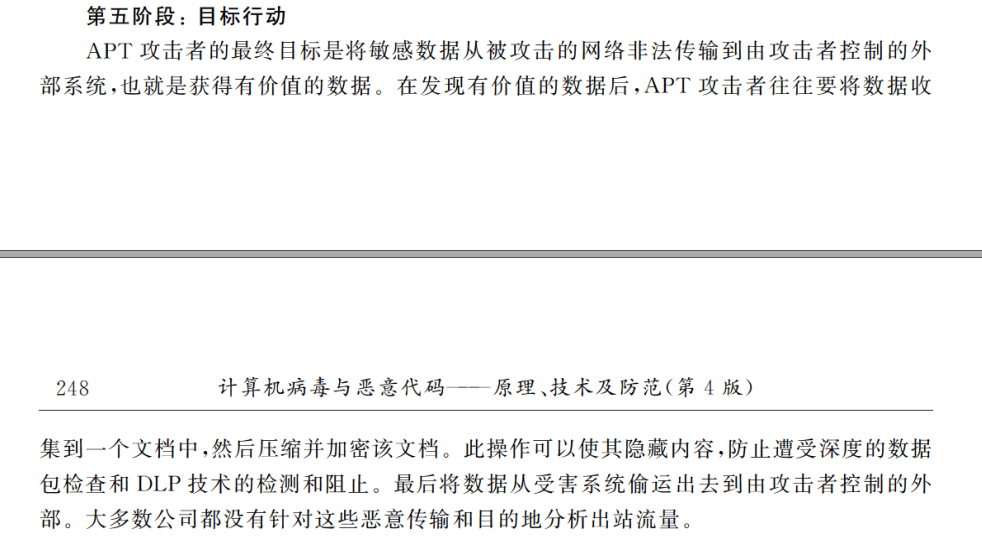 第五阶段：目标行动
APT 攻击者的最终目标是将敏感数据从被攻击的网络非法传输到由攻击者控制的外
部系统,也就是获得有价值的数据。在发现有价值的数据后,APT 攻击者往往要将数据收
248 计算机病毒与恶意代码——原理、技术及防范(第 4 版)
集到一个文档中,然后压缩并加密该文档。此操作可以使其隐藏内容,防止遭受深度的数据
包检查和 DLP 技术的检测和阻止。最后将数据从受害系统偷运出去到由攻击者控制的外
部。大多数公司都没有针对这些恶意传输和目的地分析出站流量。